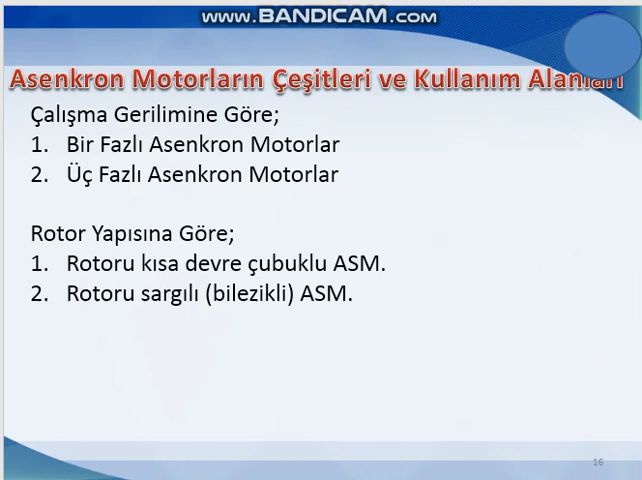 www.BANDICAM.com
Asenkron Motorların Çeşitleri ve Kullanım Alanları
Çalışma Gerilimine Göre;
1. Bir Fazlı Asenkron Motorlar
2. Üç Fazlı Asenkron Motorlar
Rotor Yapısına Göre;
1. Rotoru kısa devre çubuklu ASM.
2. Rotoru sargılı (bilezikli) ASM.
16